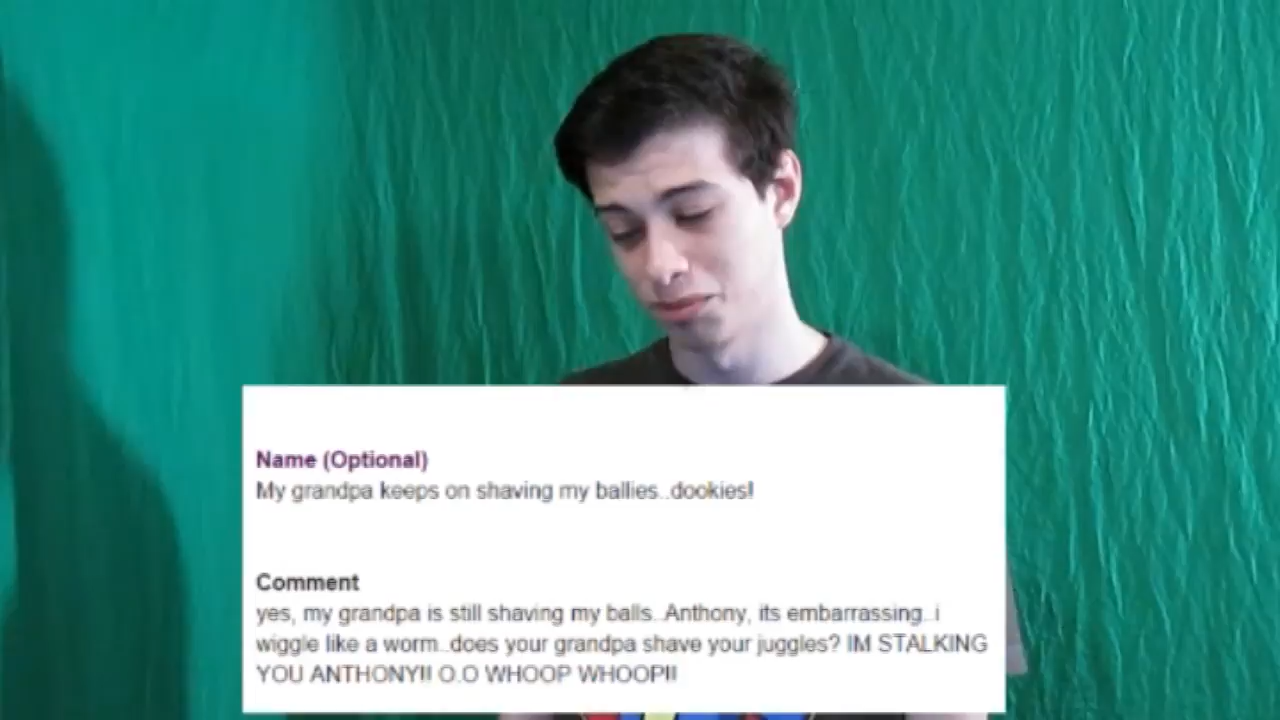 Name (Optional)
My grandpa keeps on shaving my ballies..dookies!
Comment
yes, my grandpa is still shaving my balls..Anthony, its embarrassing..i
wiggle like a worm..does your grandpa shave your juggles? IM STALKING
YOU ANTHONY!! O.O WHOOP WHOOP!!